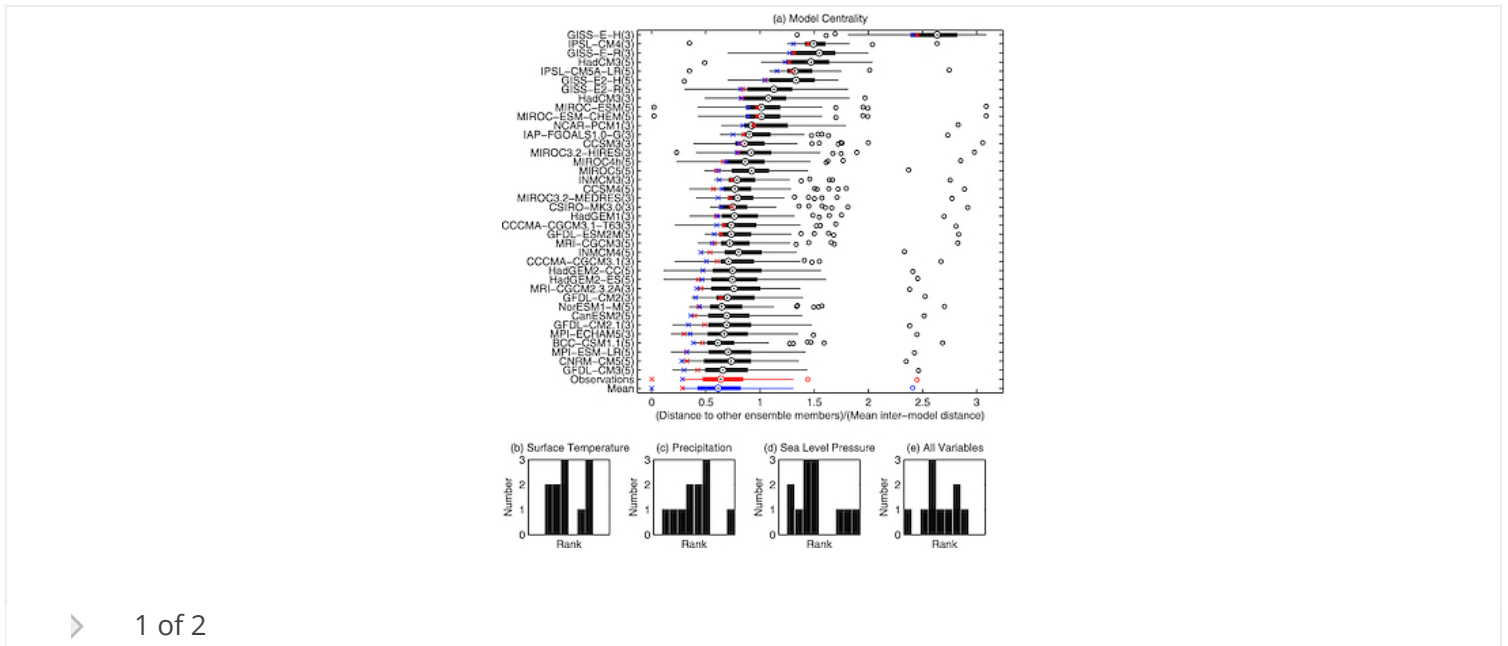 (a) Model Centrality
GISS-E-H(3)
IPSL-CM4(3)
GISS-E-R(3)
HadCM3(5)
IPSL-CM5A-LR(5)
GISS-E2-H(5)
GISS-E2-R(5)
HadCM3(3)
MIROC-ESM(5)
MIROC-ESM-CHEM(5)
NCAR-PCM1(3)
IAP-FGOALS1.0-G(3)
CCSM3(3)
MIROC3.2-HIRES(3)
MIROC4h(5)
MIROC5(5)
INMCM3(3)
CCSM4(5)
MIROC3.2-MEDRES(3)
CSIRO-MK3.0(3)
HadGEM1(3)
CCCMA-CGCM3.1-T63(3)
GFDL-ESM2M(5)
MRI-CGCM3(5)
INMCM4(5)
CCCMA-CGCM3.1(3)
HadGEM2-CC(5)
HadGEM2-ES(5)
MRI-CGCM2.3.2A(3)
GFDL-CM2(3)
NorESM1-M(5)
CanESM2(5)
GFDL-CM2.1(3)
MPI-ECHAM5(3)
BCC-CSM1.1(5)
MPI-ESM-LR(5)
CNRM-CM5(5)
GFDL-CM3(5)
Observations
Mean
0 0.5 1 1.5 2 2.5 3
(Distance to other ensemble members)/(Mean inter-model distance)
(b) Surface Temperature
3
2
1
0
Number
Rank
(c) Precipitation
3
2
1
0
Number
Rank
(d) Sea Level Pressure
3
2
1
0
Number
Rank
(e) All Variables
3
2
1
0
Number
Rank
1 of 2